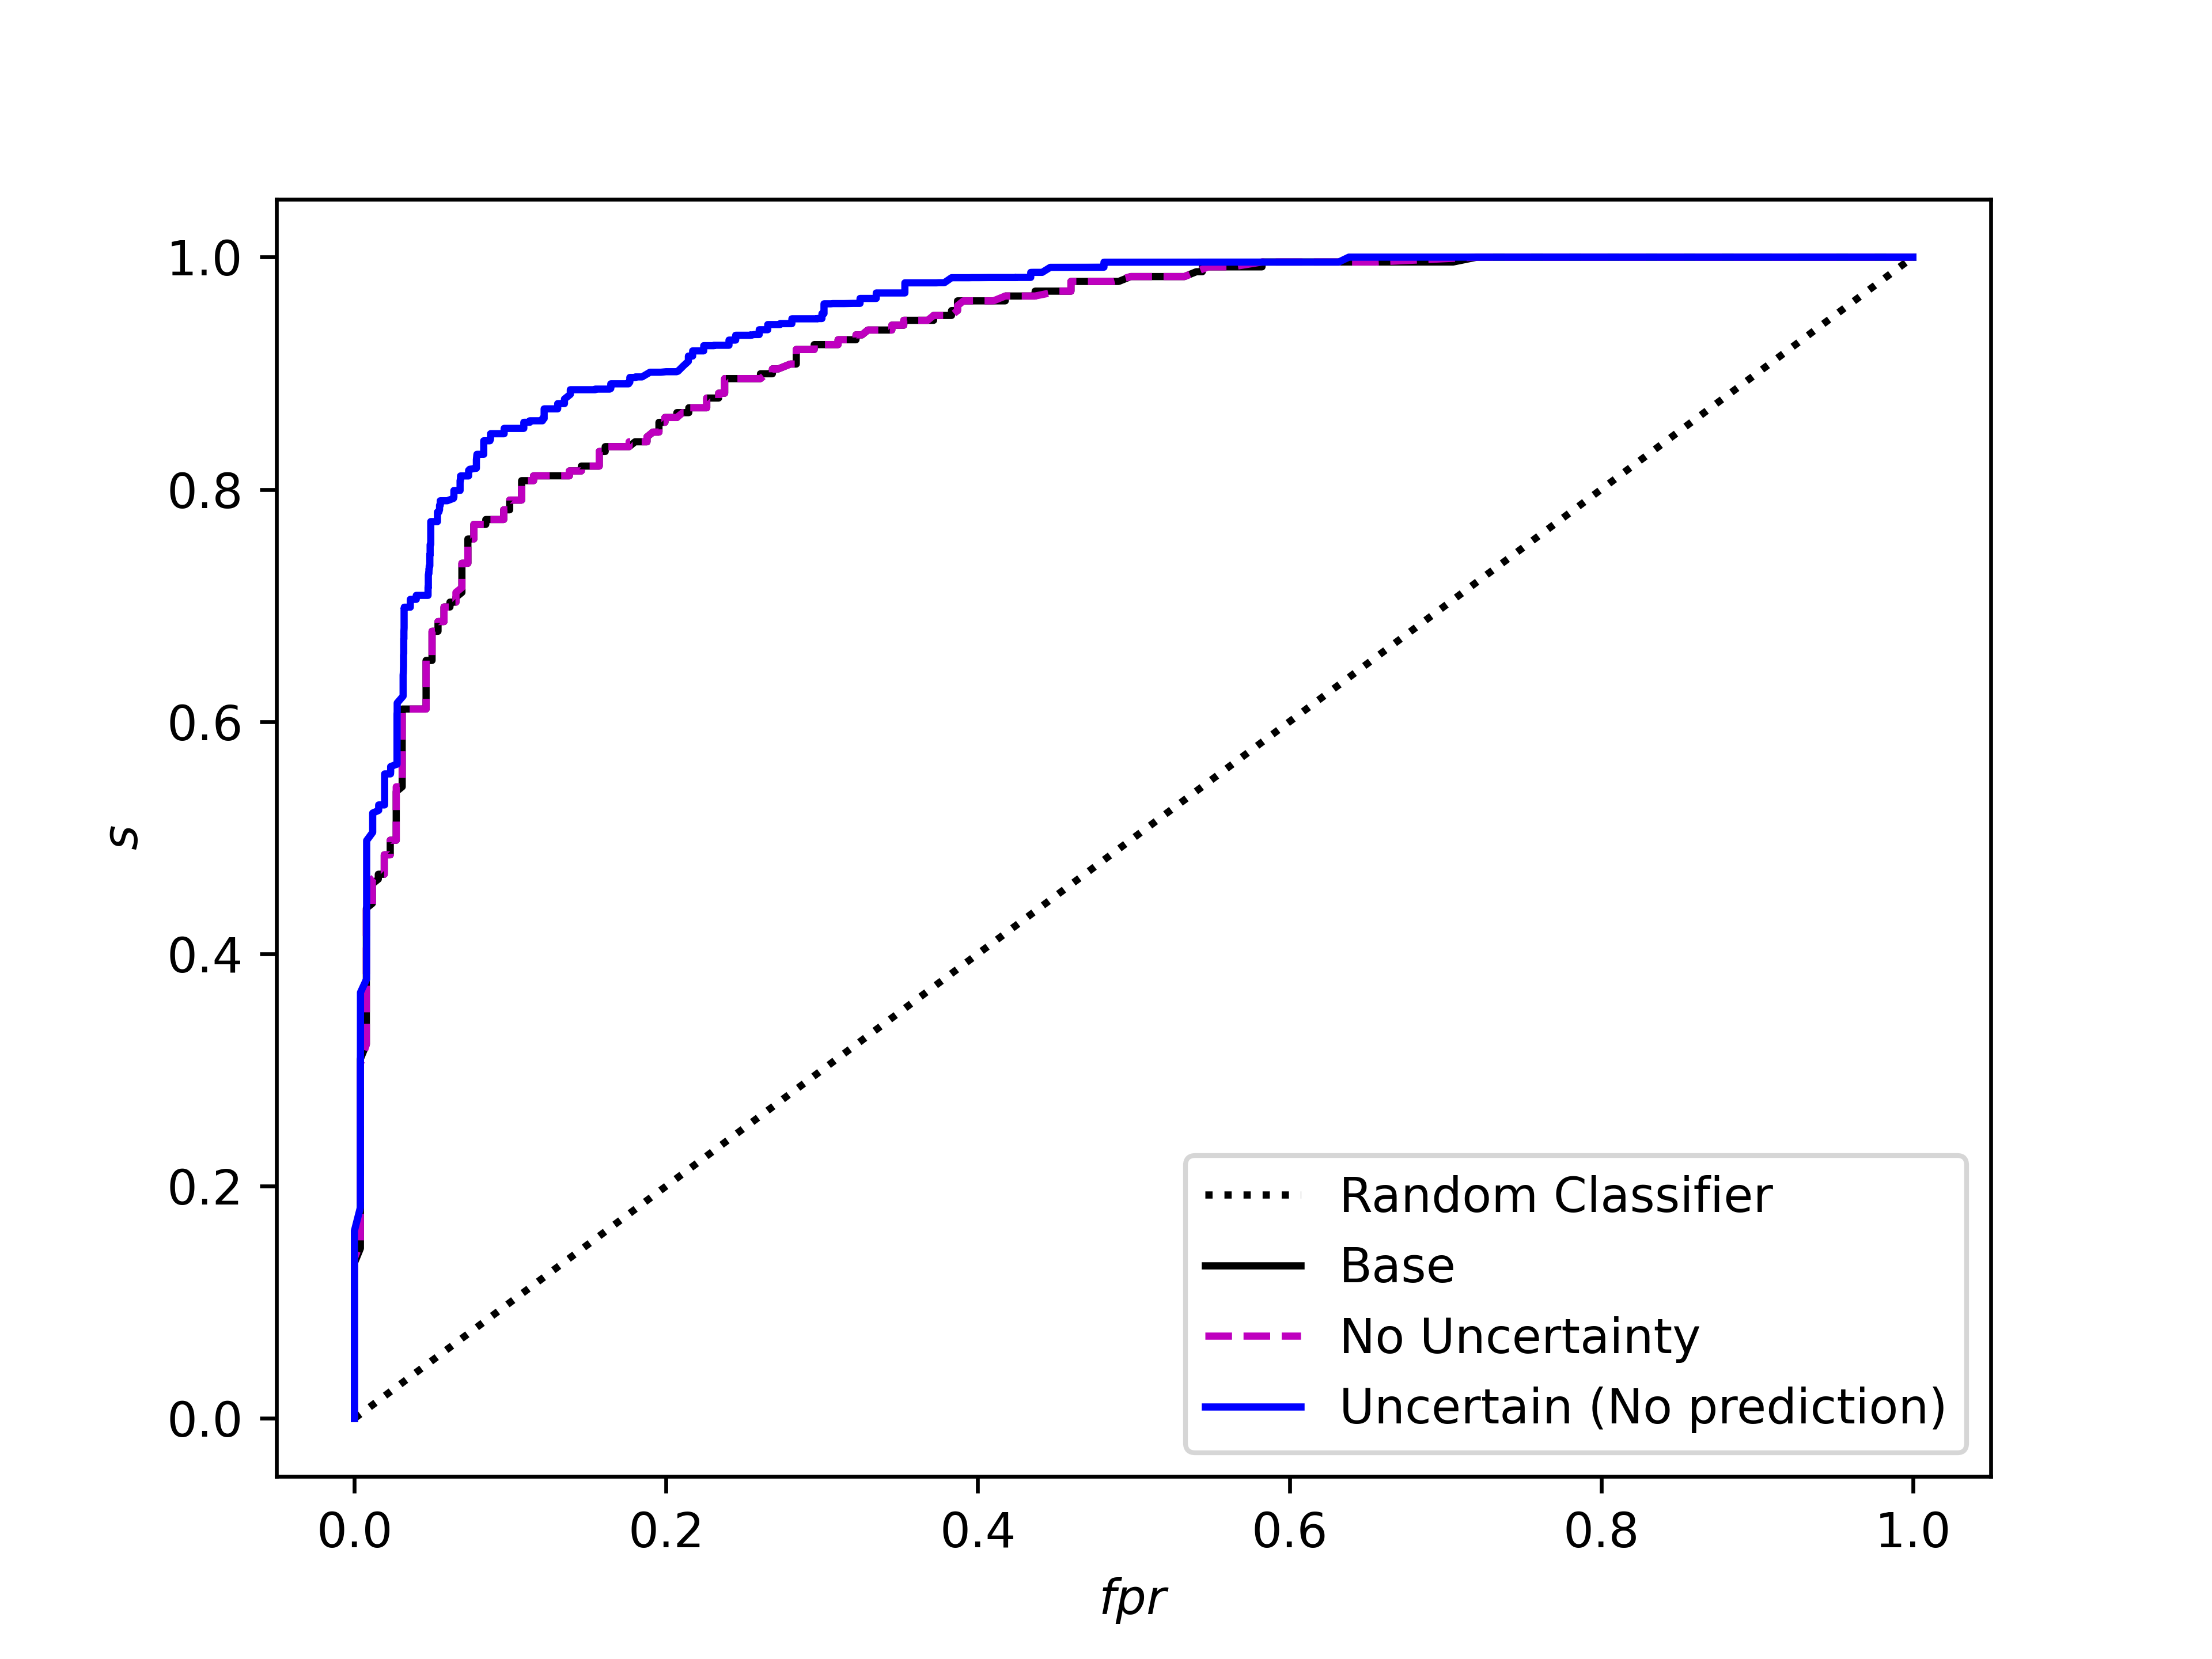 1.0
0.8
0.6
0.4
0.2
0.0
s
0.0 0.2 0.4 0.6 0.8 1.0
fpr
Random Classifier
Base
No Uncertainty
Uncertain (No prediction)